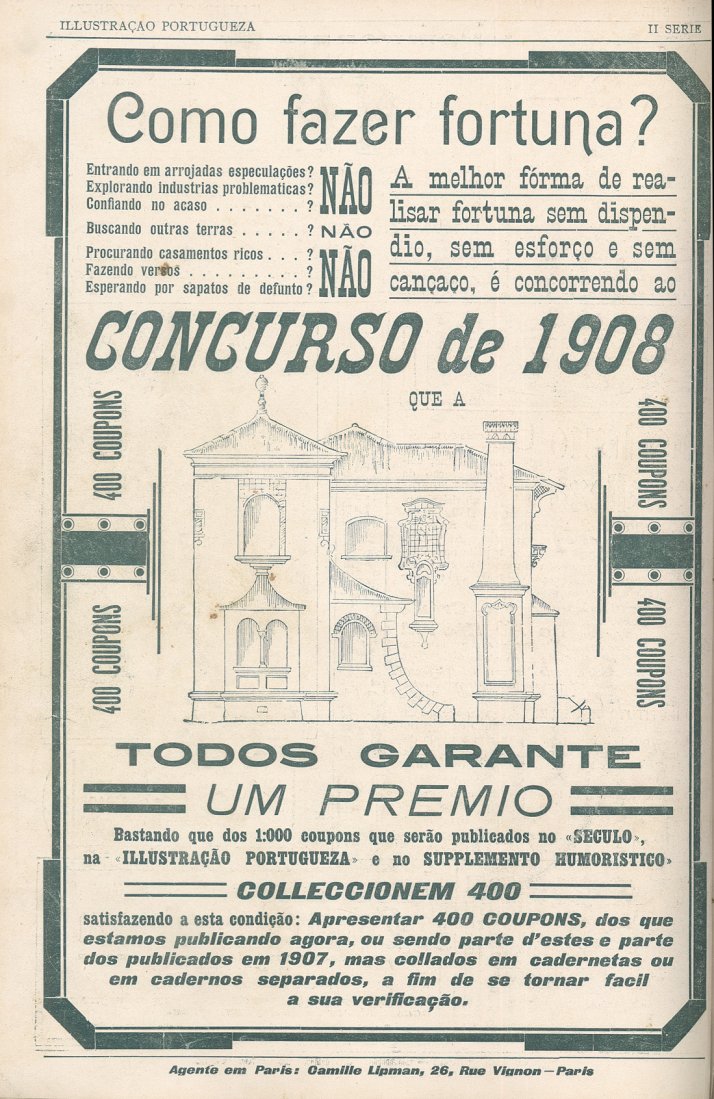 ILLUSTRAÇAO PORTUGUEZA
II SERIE
Como fazer fortuna?
Entrando em arrojadas especulações?
Explorando industrias problematicas?
Confiando no acaso . . . . . . . ?
NÃO
Buscando outras terras . . . . . ? NÃO
Procurando casamentos ricos . . . ?
Fazendo versos . . . . . . . . . ?
Esperando por sapatos de defunto?
NÃO
A melhor fórma de rea-
lisar fortuna sem dispen-
dio, sem esforço e sem
cançaço, é concorrendo ao
CONCURSO de 1908
QUE A
400 COUPONS
400 COUPONS
400 COUPONS
400 COUPONS
TODOS GARANTE
UM PREMIO
Bastando que dos 1:000 coupons que serão publicados no «SECULO»,
na «ILLUSTRAÇÃO PORTUGUEZA» e no SUPPLEMENTO HUMORISTICO»
COLLECCIONEM 400
satisfazendo a esta condição: Apresentar 400 COUPONS, dos que
estamos publicando agora, ou sendo parte d'estes e parte
dos publicados em 1907, mas collados em cadernetas ou
em cadernos separados, a fim de se tornar facil
a sua verificação.
Agente em Paris: Camille Lipman, 26, Rue Vignon—Paris